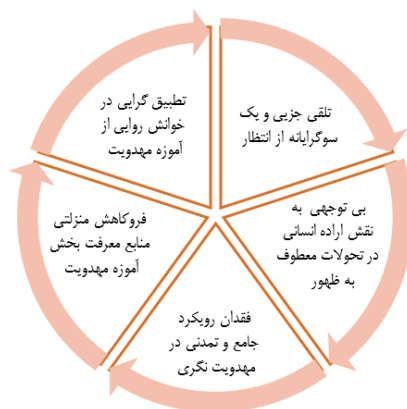 تلقی جزیی و یک
سوگرایانه از انتظار
بی توجهی به
نقش اراده انسانی
در تحولات معطوف
به ظهور
فقدان رویکرد
جامع و تمدنی در
مهدویت نگری
فروکاهش منزلتی
منابع معرفت بخش
آموزه مهدویت
تطبیق گرایی در
خوانش روایی از
آموزه مهدویت